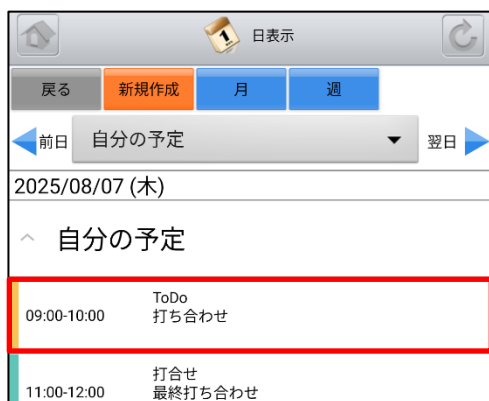 1 日表示
戻る 新規作成 月 週
前日 自分の予定 翌日
2025/08/07 (木)
自分の予定
ToDo
09:00-10:00 打ち合わせ
打合せ
11:00-12:00 最終打ち合わせ